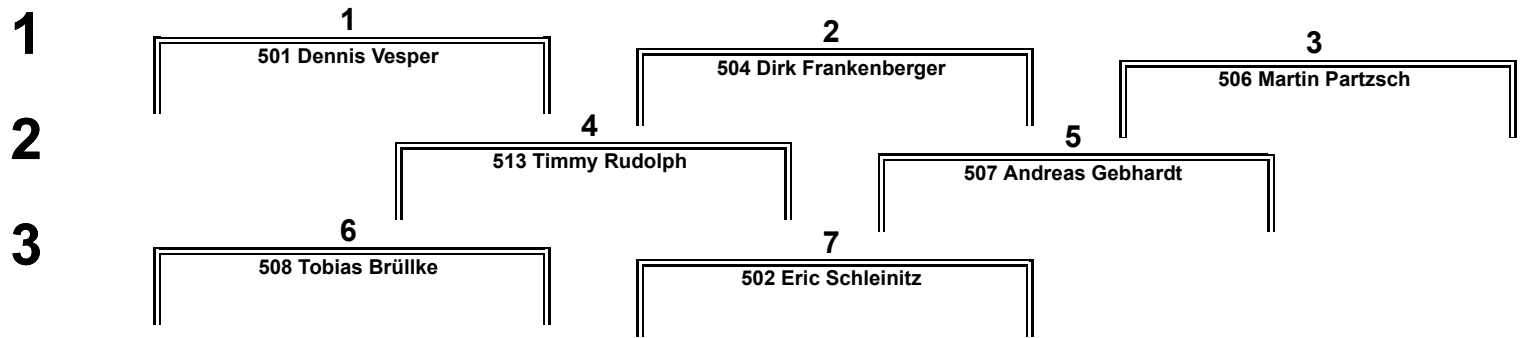 1
1
501 Dennis Vesper
2
504 Dirk Frankenberger
3
506 Martin Partzsch
2
4
513 Timmy Rudolph
5
507 Andreas Gebhardt
3
6
508 Tobias Brüllke
7
502 Eric Schleinitz